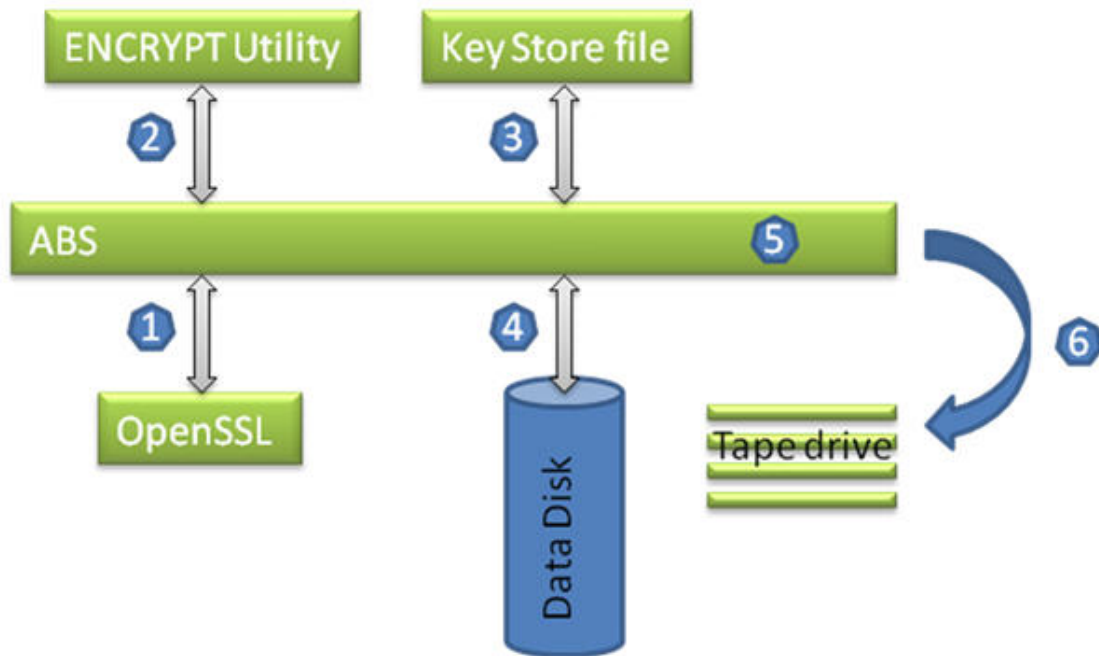 ENCRYPT Utility
Key Store file
2
3
ABS
5
1
4
6
OpenSSL
Tape drive
Data Disk